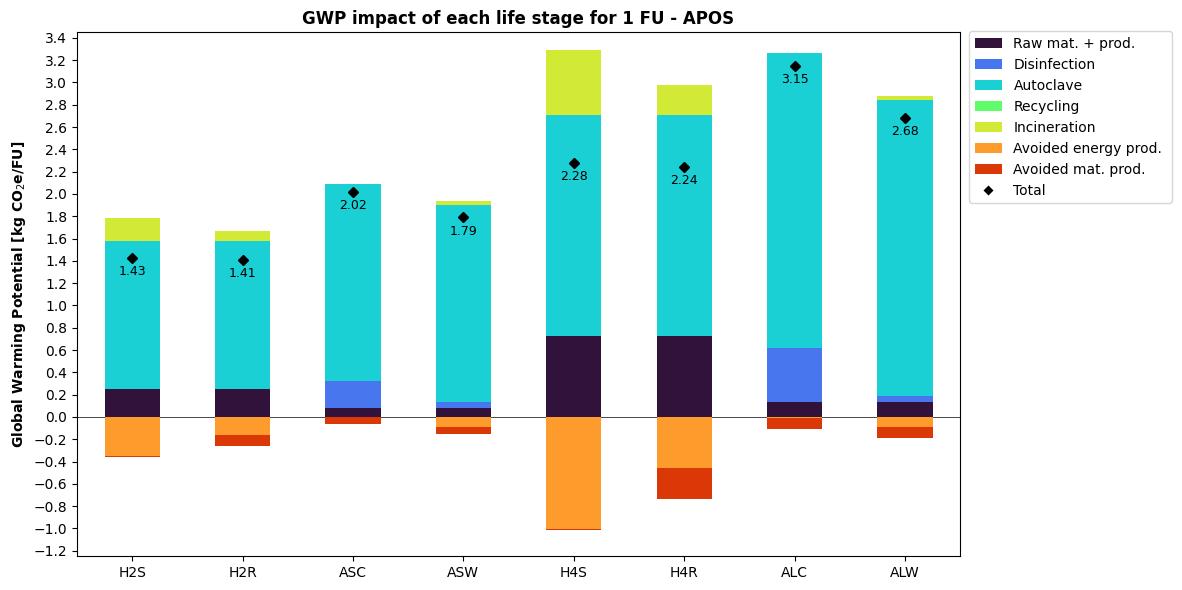 GWP impact of each life stage for 1 FU - APOS
Global Warming Potential [kg CO₂e/FU]
3.4
3.2
3.0
2.8
2.6
2.4
2.2
2.0
1.8
1.6
1.4
1.2
1.0
0.8
0.6
0.4
0.2
0.0
−0.2
−0.4
−0.6
−0.8
−1.0
−1.2
1.43
1.41
2.02
1.79
2.28
2.24
3.15
2.68
H2S H2R ASC ASW H4S H4R ALC ALW
Raw mat. + prod.
Disinfection
Autoclave
Recycling
Incineration
Avoided energy prod.
Avoided mat. prod.
Total